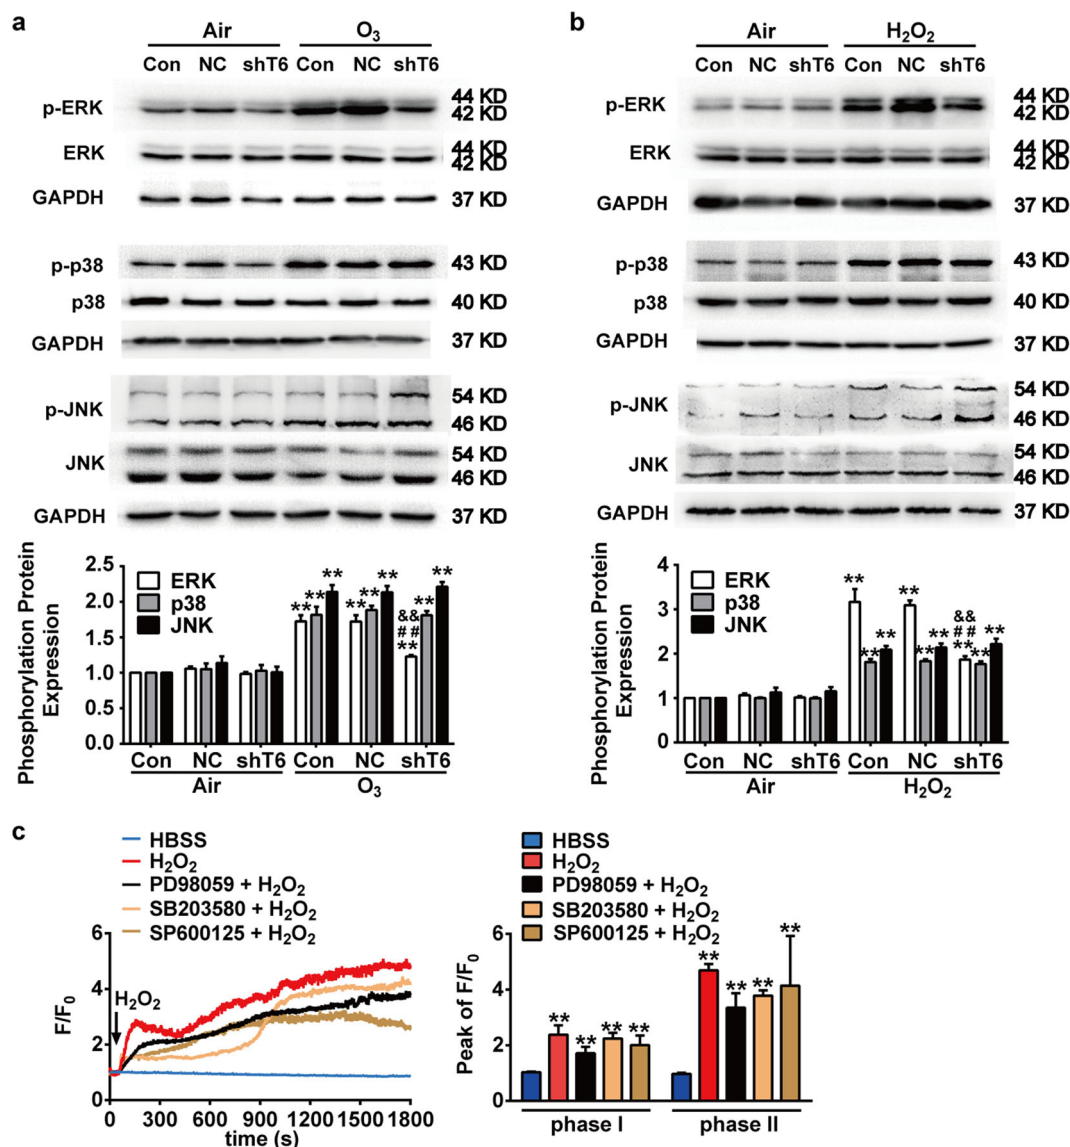 a
Air O₃
Con NC shT6 Con NC shT6
p-ERK 44 KD
42 KD
ERK 44 KD
42 KD
GAPDH 37 KD
p-p38 43 KD
p38 40 KD
GAPDH 37 KD
p-JNK 54 KD
46 KD
JNK 54 KD
46 KD
GAPDH 37 KD
Phosphorylation Protein
Expression
2.5
2.0
1.5
1.0
0.5
0.0
ERK
p38
JNK
** ** **
** ** **
&&
##
** ** **
Con NC shT6 Con NC shT6
Air O₃
b
Air H₂O₂
Con NC shT6 Con NC shT6
p-ERK 44 KD
42 KD
ERK 44 KD
42 KD
GAPDH 37 KD
p-p38 43 KD
p38 40 KD
GAPDH 37 KD
p-JNK 54 KD
46 KD
JNK 54 KD
46 KD
GAPDH 37 KD
Phosphorylation Protein
Expression
4
3
2
1
0
ERK
p38
JNK
** ** **
** ** **
&&
##
** ** **
Con NC shT6 Con NC shT6
Air H₂O₂
c
HBSS
H₂O₂
PD98059 + H₂O₂
SB203580 + H₂O₂
SP600125 + H₂O₂
F/F₀
6
4
2
0
H₂O₂
0 300 600 900 1200 1500 1800
time (s)
HBSS
H₂O₂
PD98059 + H₂O₂
SB203580 + H₂O₂
SP600125 + H₂O₂
Peak of F/F₀
6
4
2
0
** ** ** **
** ** ** **
phase I phase II